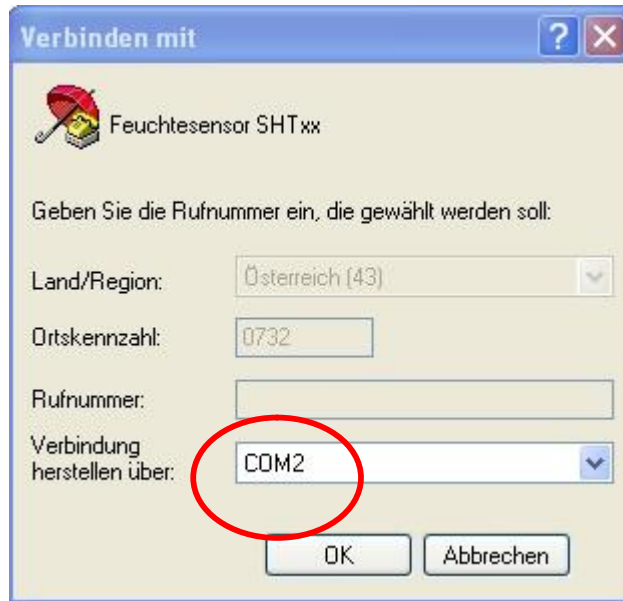 Verbinden mit
Feuchtesensor SHTxx
Geben Sie die Rufnummer ein, die gewählt werden soll:
Land/Region: Österreich (43)
Ortskennzahl: 0732
Rufnummer:
Verbindung
herstellen über: COM2
OK Abbrechen